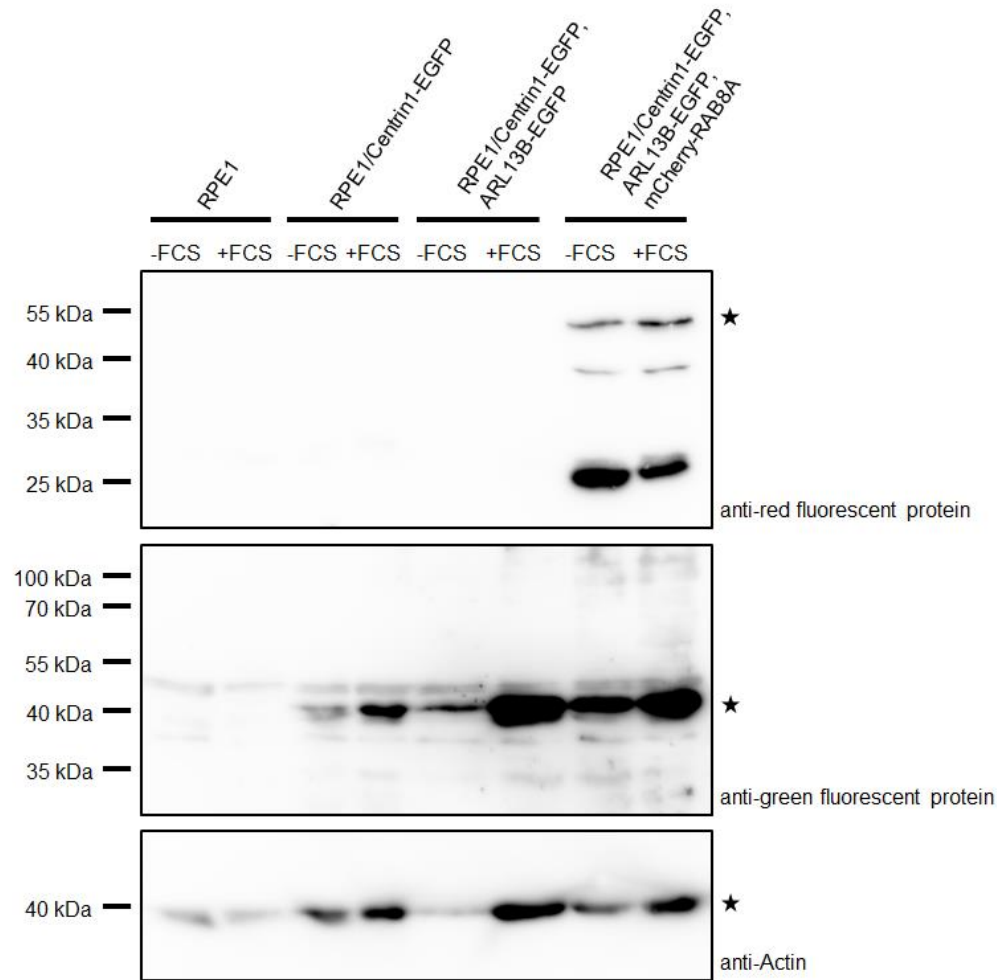 RPE1
RPE1/Centrin1-EGFP
RPE1/Centrin1-EGFP,
ARL13B-EGFP
RPE1/Centrin1-EGFP,
ARL13B-EGFP,
mCherry-RAB8A
-FCS +FCS -FCS +FCS -FCS +FCS -FCS +FCS
55 kDa
40 kDa
35 kDa
25 kDa
anti-red fluorescent protein
100 kDa
70 kDa
55 kDa
40 kDa
35 kDa
anti-green fluorescent protein
40 kDa
anti-Actin